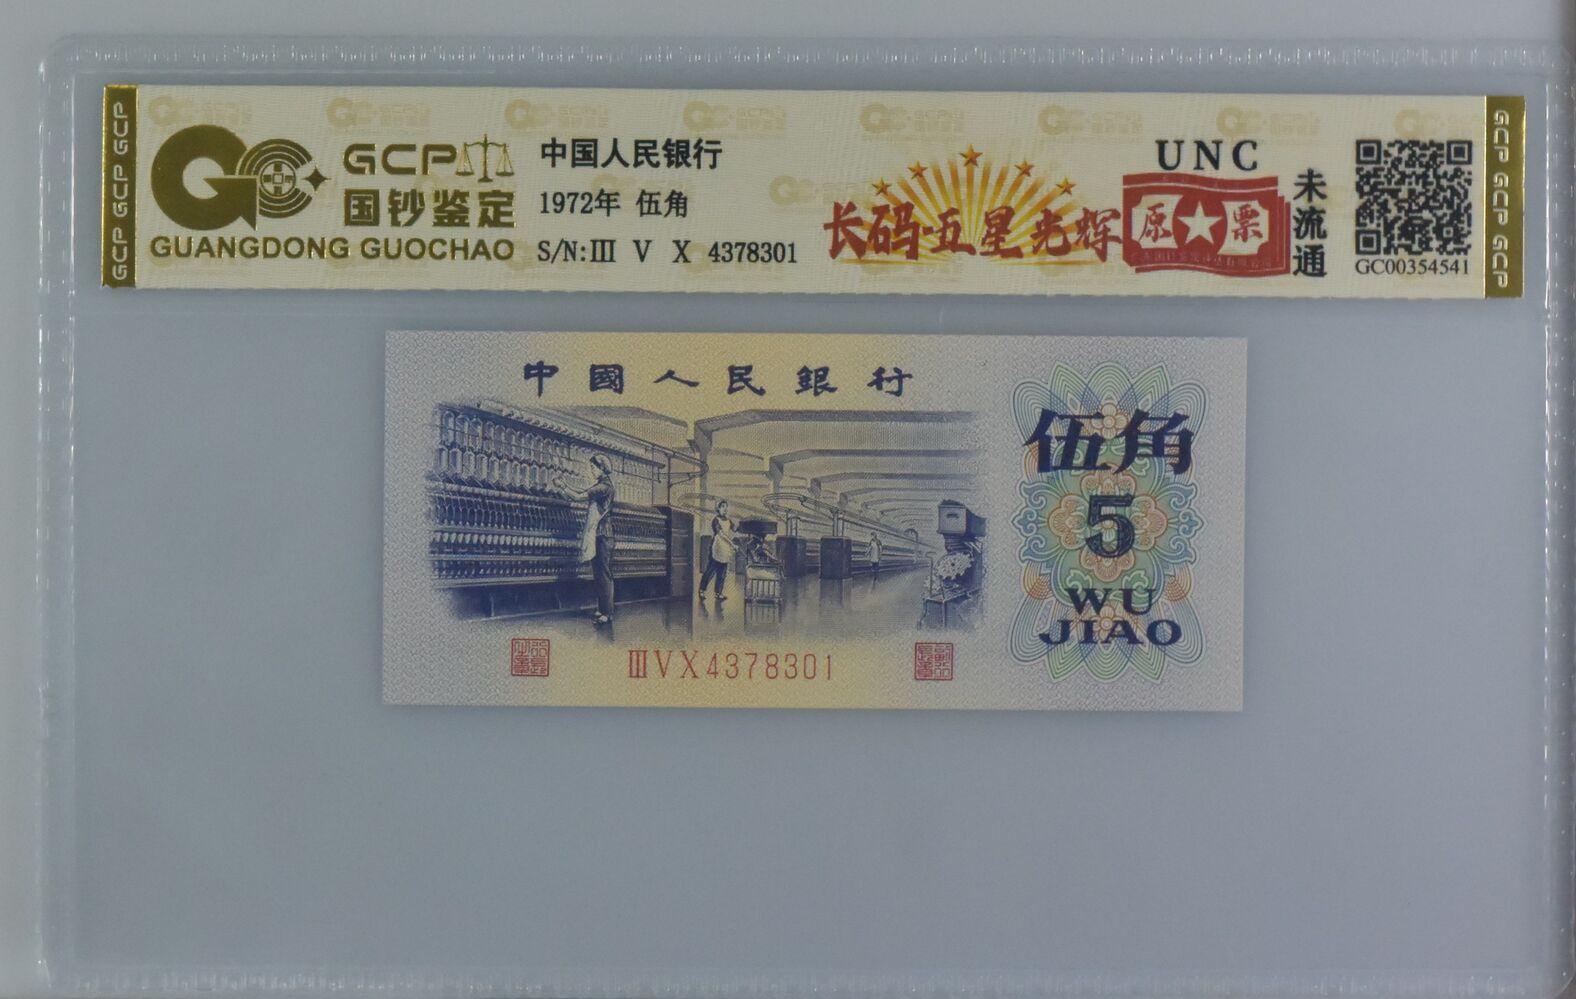 GCP GCP GCP
GCP
国钞鉴定
GUANGDONG GUOCHAO
中国人民银行
1972年 伍角
S/N:Ⅲ V X 4378301
长码五星光辉
UNC
原★票
未流通
GC00354541
GCP GCP GCP
中國人民銀行
伍角
5
WU
JIAO
ⅢVX4378301